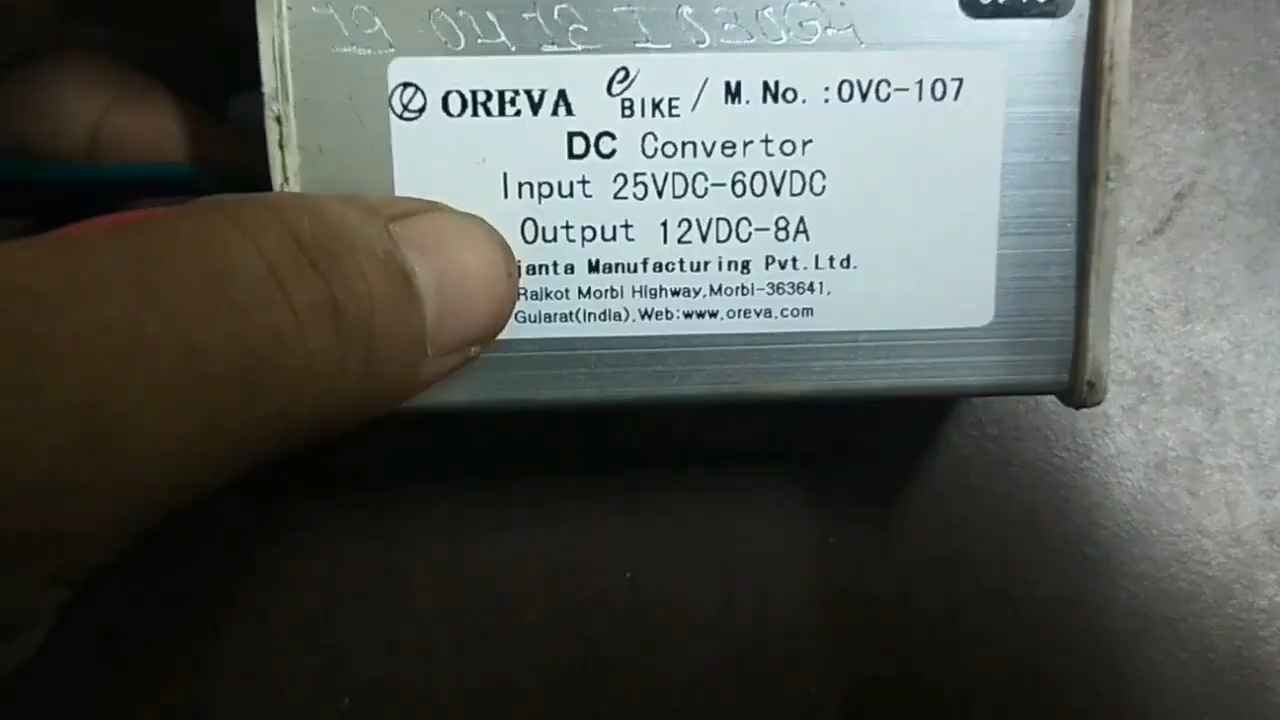 OREVA e BIKE / M. No. :OVC-107
DC Convertor
Input 25VDC-60VDC
Output 12VDC-8A
janta Manufacturing Pvt.Ltd.
Rajkot Morbi Highway,Morbi-363641,
Gujarat(India),Web:www.oreva.com